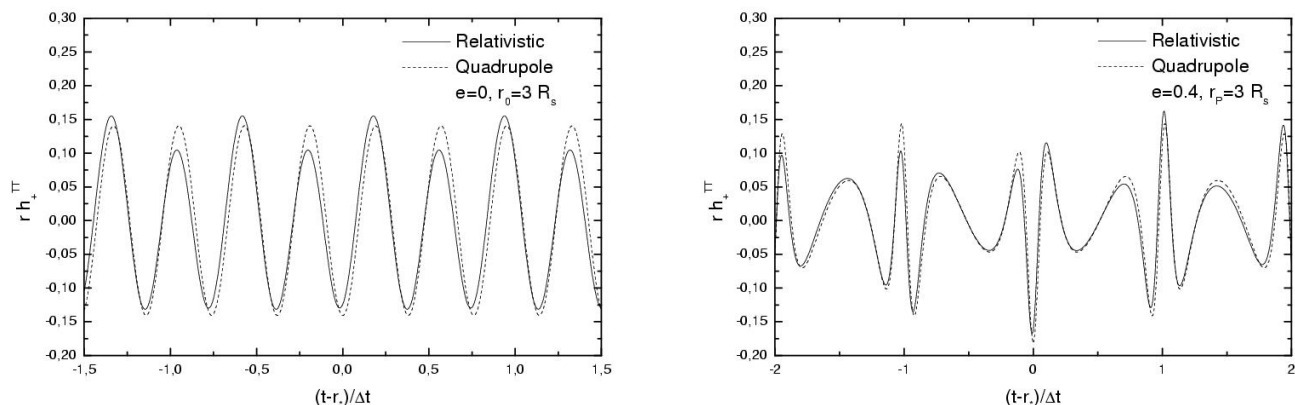 0,30
0,25
0,20
0,15
0,10
0,05
0,00
-0,05
-0,10
-0,15
-0,20
r h+TT
Relativistic
Quadrupole
e=0, r0=3 Rs
-1,5 -1,0 -0,5 0,0 0,5 1,0 1,5
(t-r*)/Δt
0,30
0,25
0,20
0,15
0,10
0,05
0,00
-0,05
-0,10
-0,15
-0,20
r h+TT
Relativistic
Quadrupole
e=0.4, rP=3 Rs
-2 -1 0 1 2
(t-r*)/Δt